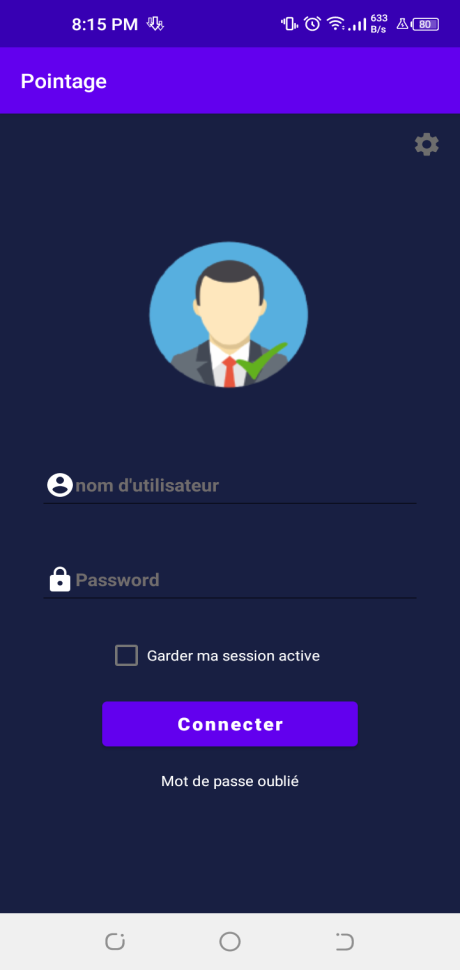 8:15 PM
633
B/s
80
Pointage
nom d'utilisateur
Password
Garder ma session active
Connecter
Mot de passe oublié